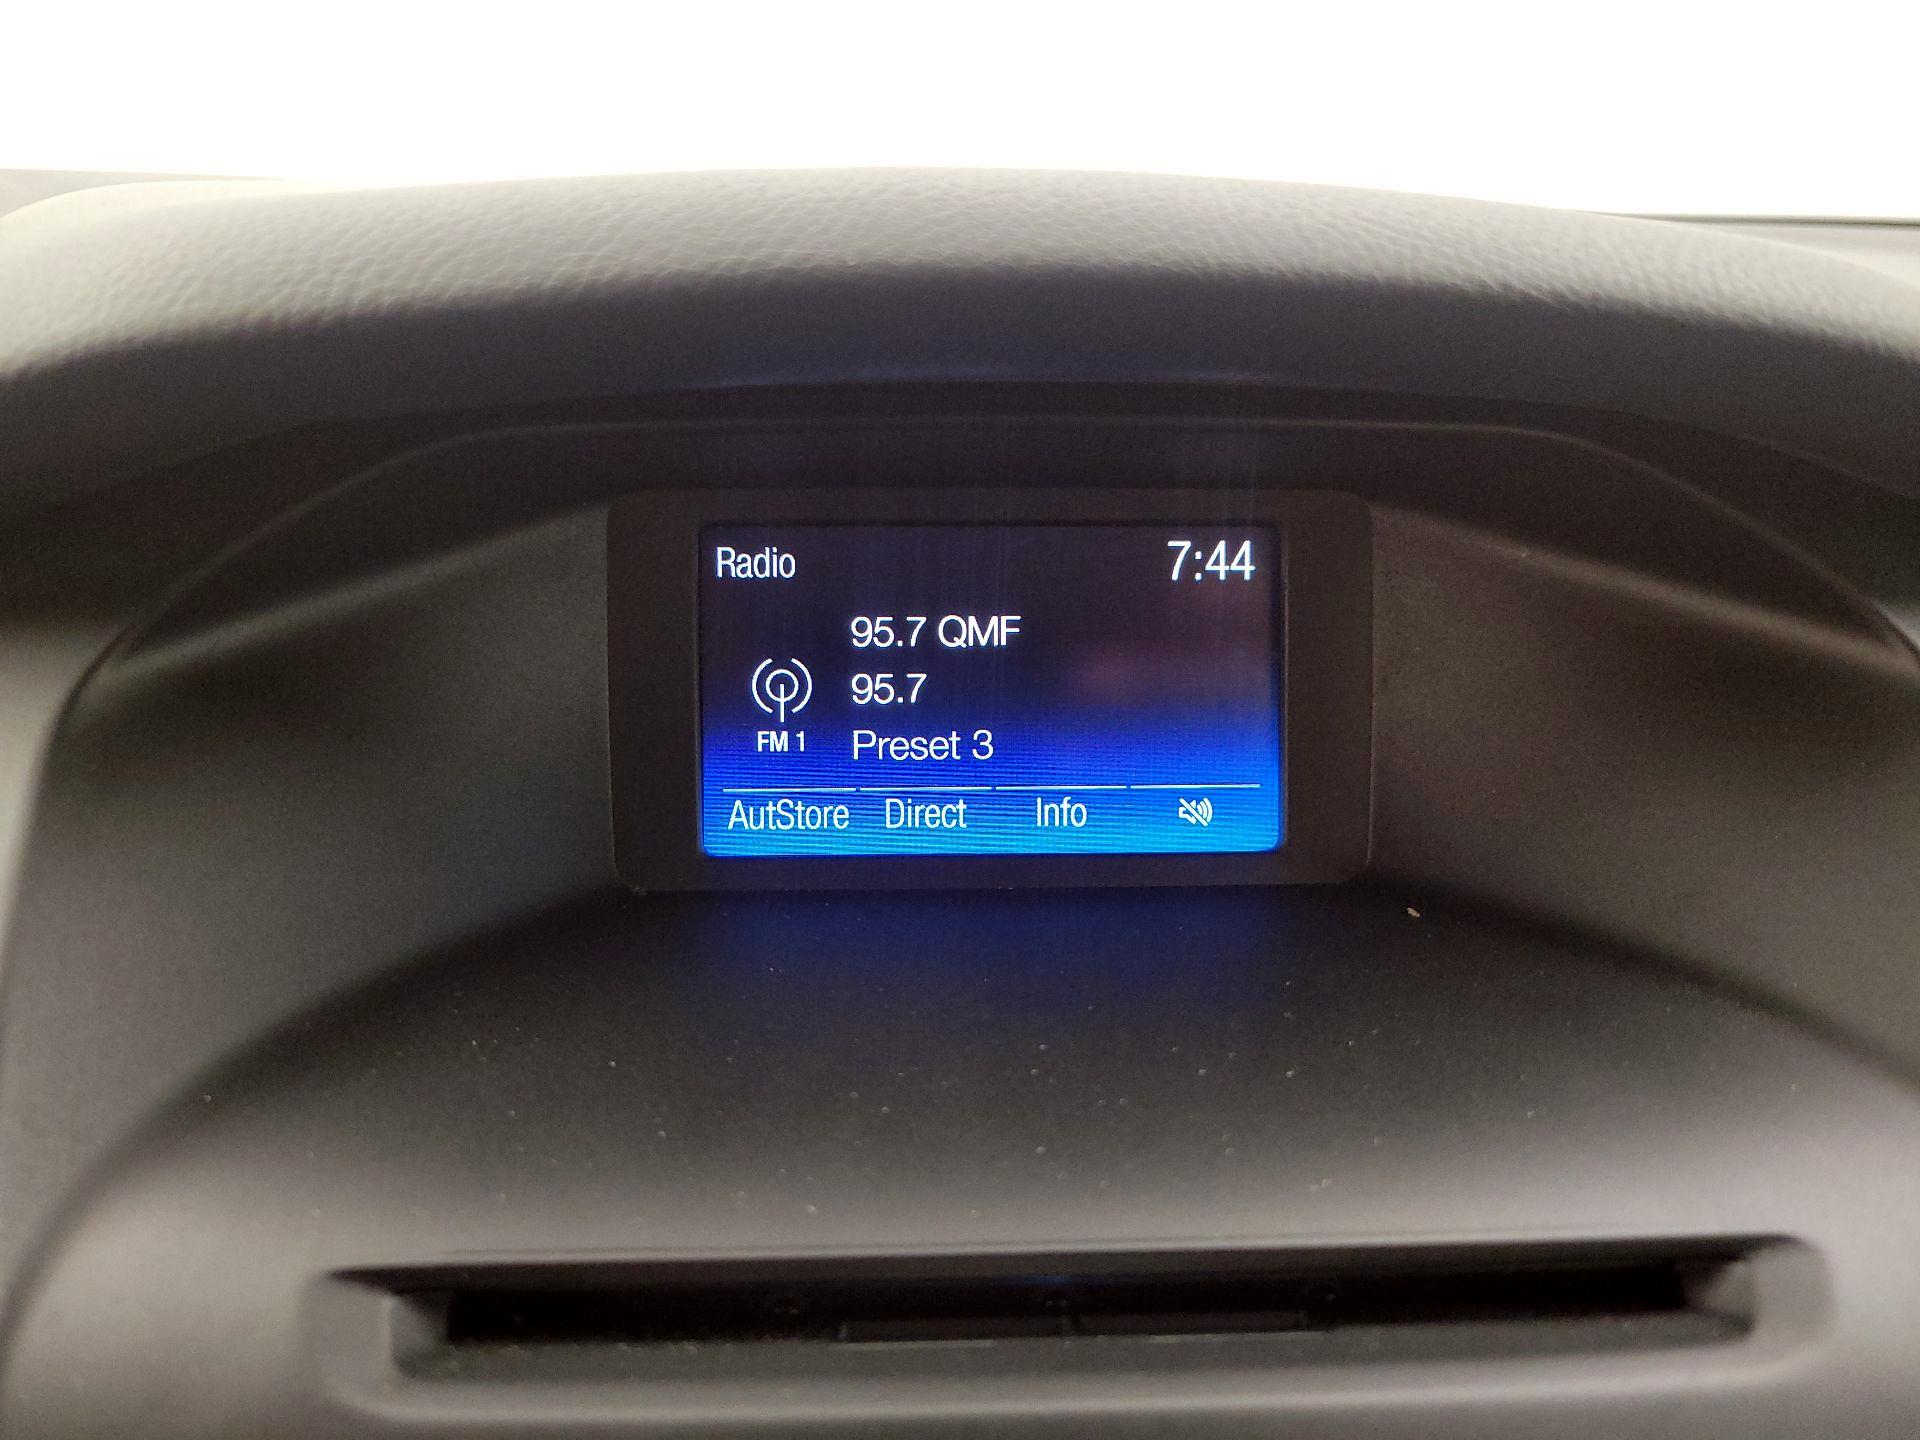 Radio 7:44
95.7 QMF
95.7
FM 1 Preset 3
AutStore Direct Info